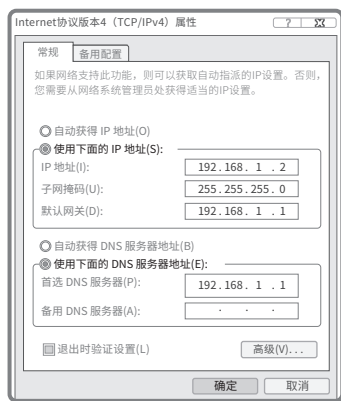 Internet协议版本4（TCP/IPv4）属性
常规 备用配置
如果网络支持此功能，则可以获取自动指派的IP设置。否则，
您需要从网络系统管理员处获得适当的IP设置。
自动获得 IP 地址(O)
使用下面的 IP 地址(S):
IP 地址(I): 192.168. 1 .2
子网掩码(U): 255.255.255.0
默认网关(D): 192.168. 1 .1
自动获得 DNS 服务器地址(B)
使用下面的 DNS 服务器地址(E):
首选 DNS 服务器(P): 192.168. 1 .1
备用 DNS 服务器(A): . . .
退出时验证设置(L) 高级(V)...
确定 取消